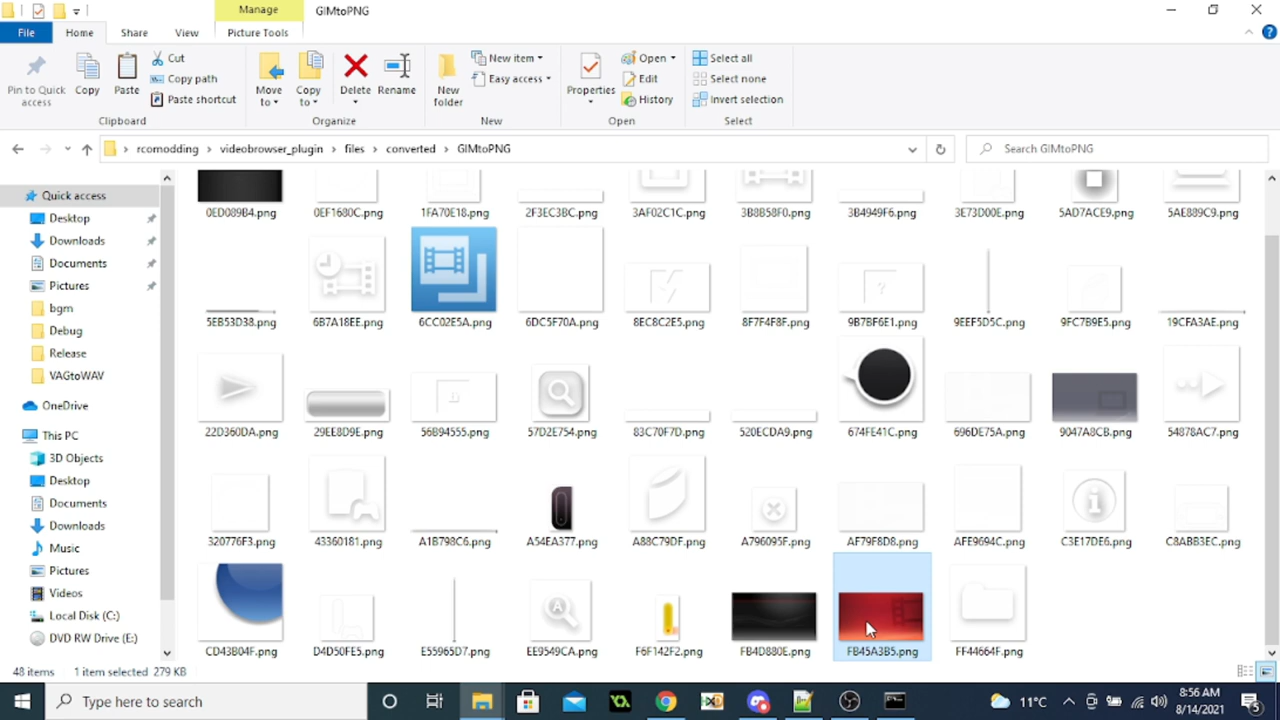 Manage
GIMtoPNG
File
Home
Share
View
Picture Tools
Pin to Quick access
Copy
Paste
Cut
Copy path
Paste shortcut
Move to
Copy to
Delete
Rename
New folder
New item
Easy access
Properties
Open
Edit
History
Select all
Select none
Invert selection
Clipboard
Organize
New
Open
Select
rcomodding
videobrowser_plugin
files
converted
GIMtoPNG
Search GIMtoPNG
Quick access
Desktop
Downloads
Documents
Pictures
bgm
Debug
Release
VAGtoWAV
OneDrive
This PC
3D Objects
Desktop
Documents
Downloads
Music
Pictures
Videos
Local Disk (C:)
DVD RW Drive (E:)
0ED089B4.png
0EF1680C.png
1FA70E18.png
2F3EC3BC.png
3AF02C1C.png
3B8B58F0.png
3B4949F6.png
3E73D00E.png
5AD7ACE9.png
5AE889C9.png
5EB53D38.png
6B7A18EE.png
6CC02E5A.png
6DC5F70A.png
8EC8C2E5.png
8F7F4F8F.png
9B7BF6E1.png
9EEF5D5C.png
9FC7B9E5.png
19CFA3AE.png
22D360DA.png
29EE8D9E.png
56B94555.png
57D2E754.png
83C70F7D.png
520ECDA9.png
674FE41C.png
696DE75A.png
9047A8CB.png
54878AC7.png
320776F3.png
43360181.png
A1B798C6.png
A54EA377.png
A88C79DF.png
A796095F.png
AF79F8D8.png
AFE9694C.png
C3E17DE6.png
C8ABB3EC.png
CD43B04F.png
D4D50FE5.png
E55965D7.png
EE9549CA.png
F6F142F2.png
FB4D880E.png
FB45A3B5.png
FF44664F.png
48 items
1 item selected 279 KB
Type here to search
11°C
8:56 AM
8/14/2021
5